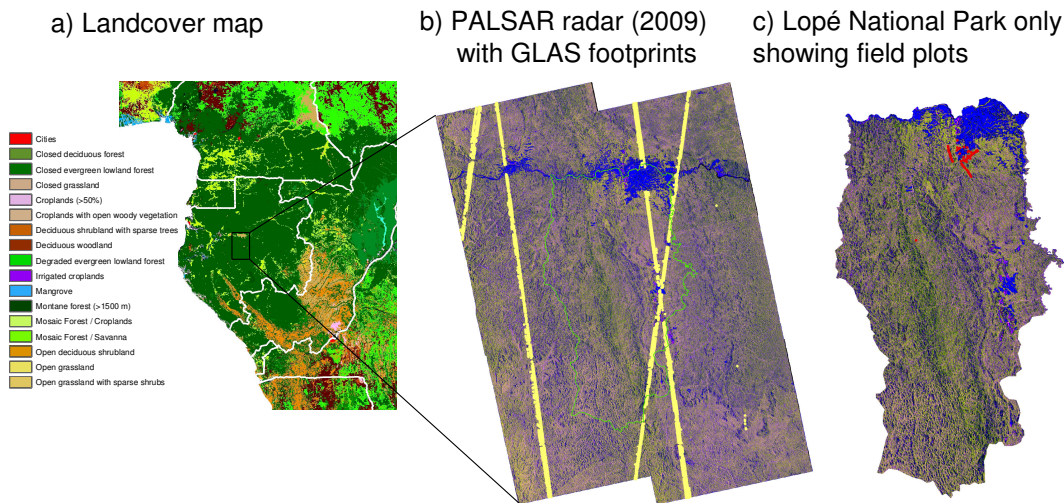 a) Landcover map
b) PALSAR radar (2009)
with GLAS footprints
c) Lopé National Park only
showing field plots
Cities
Closed deciduous forest
Closed evergreen lowland forest
Closed grassland
Croplands (>50%)
Croplands with open woody vegetation
Deciduous shrubland with sparse trees
Deciduous woodland
Degraded evergreen lowland forest
Irrigated croplands
Mangrove
Montane forest (>1500 m)
Mosaic Forest / Croplands
Mosaic Forest / Savanna
Open deciduous shrubland
Open grassland
Open grassland with sparse shrubs